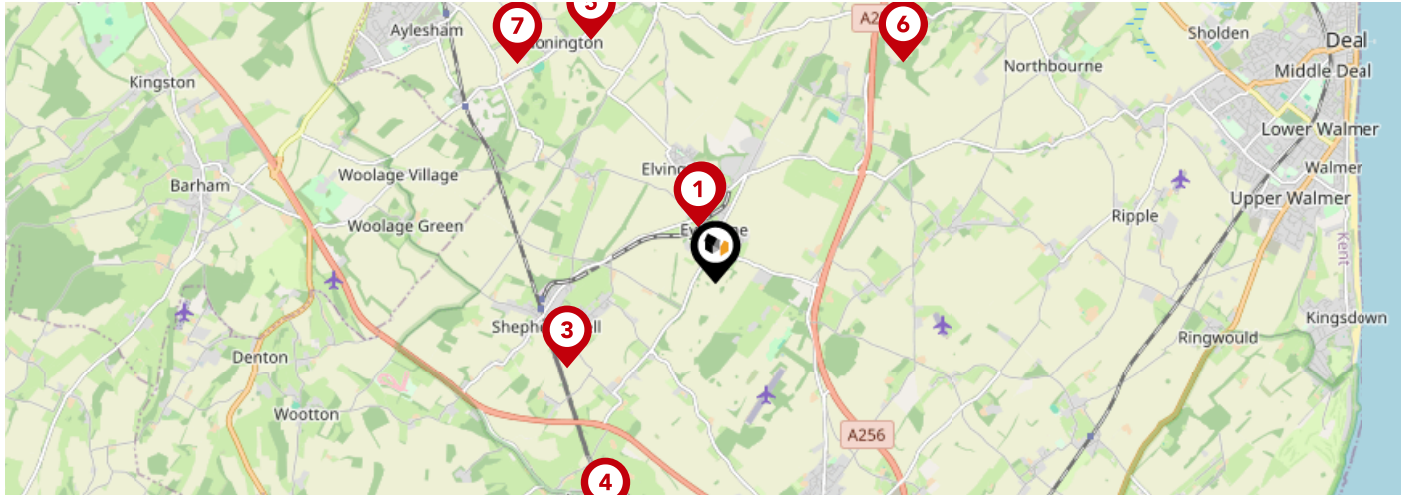 7
6
Aylesham
A2
Sholden
Deal
Northbourne
Middle Deal
Kingston
Lower Walmer
1
Walmer
Woolage Village
Barham
Upper Walmer
Ripple
Woolage Green
Kent
3
Kingsdown
Ringwould
Denton
Wootton
A256
4